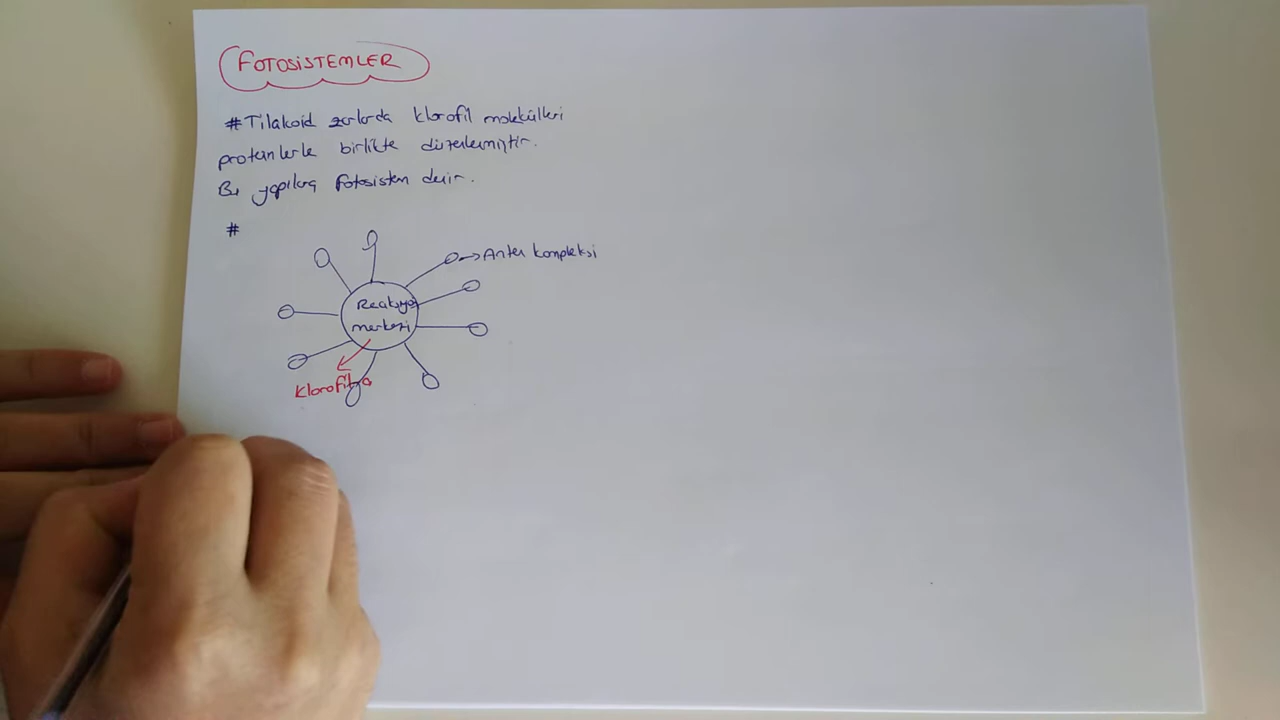 FOTOSİSTEMLER
#Tilakoid zarlarda klorofil molekülleri
proteinlerle birlikte düzenlenmiştir.
Bu yapılara fotosistem denir.
#
Anten kompleksi
Reaksiyon
merkezi
Klorofil a